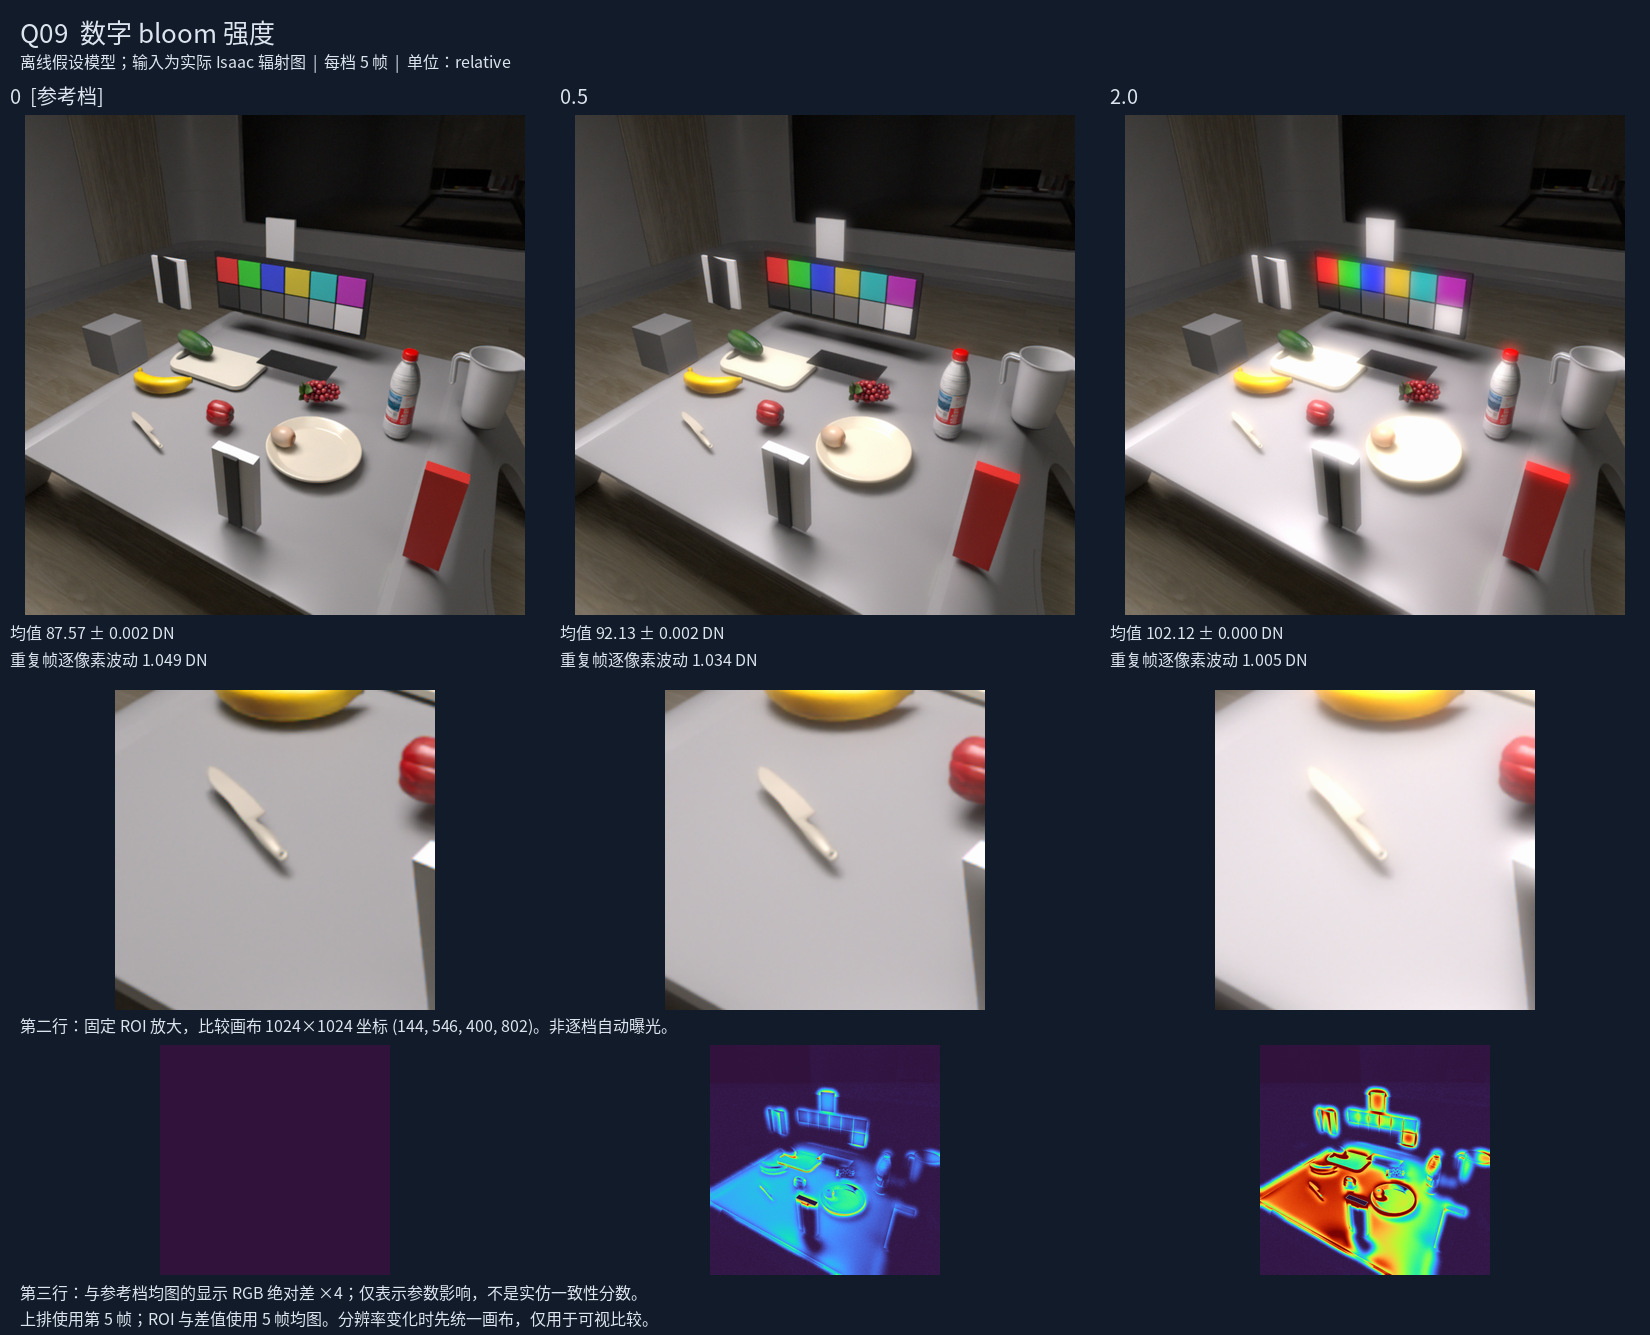 Q09 数字 bloom 强度
离线假设模型；输入为实际 Isaac 辐射图 | 每档 5 帧 | 单位：relative
0 [参考档]
0.5
2.0
均值 87.57 ± 0.002 DN
重复帧逐像素波动 1.049 DN
均值 92.13 ± 0.002 DN
重复帧逐像素波动 1.034 DN
均值 102.12 ± 0.000 DN
重复帧逐像素波动 1.005 DN
第二行：固定 ROI 放大，比较画布 1024×1024 坐标 (144, 546, 400, 802)。非逐档自动曝光。
第三行：与参考档均图的显示 RGB 绝对差 ×4；仅表示参数影响，不是实仿一致性分数。
上排使用第 5 帧；ROI 与差值使用 5 帧均图。分辨率变化时先统一画布，仅用于可视比较。